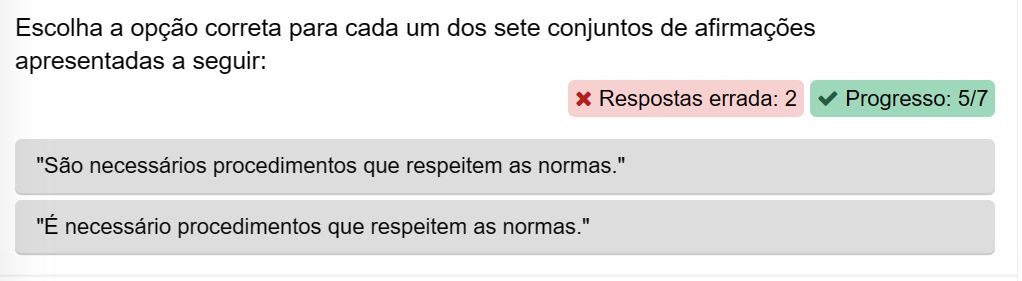 Escolha a opção correta para cada um dos sete conjuntos de afirmações
apresentadas a seguir:
✖ Respostas errada: 2 ✔ Progresso: 5/7
"São necessários procedimentos que respeitem as normas."
"É necessário procedimentos que respeitem as normas."